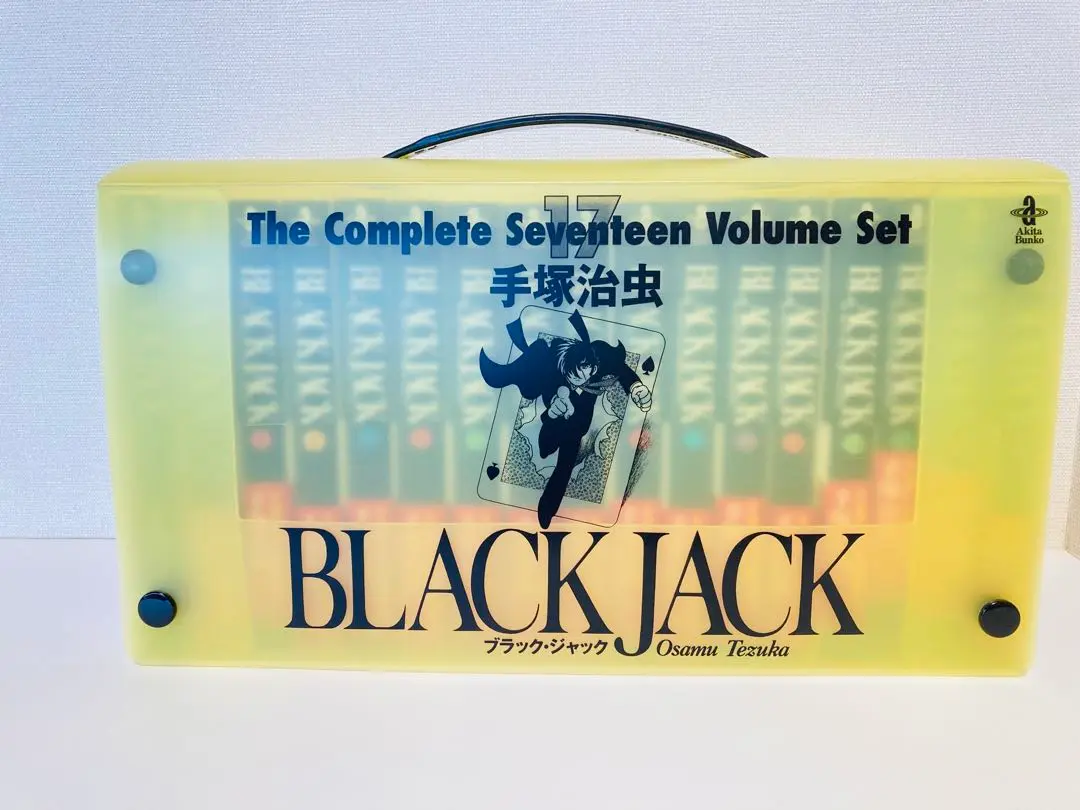 17
The Complete Seventeen Volume Set
手塚治虫
Akita
Bunko
BLACK JACK
ブラック・ジャック
Osamu Tezuka